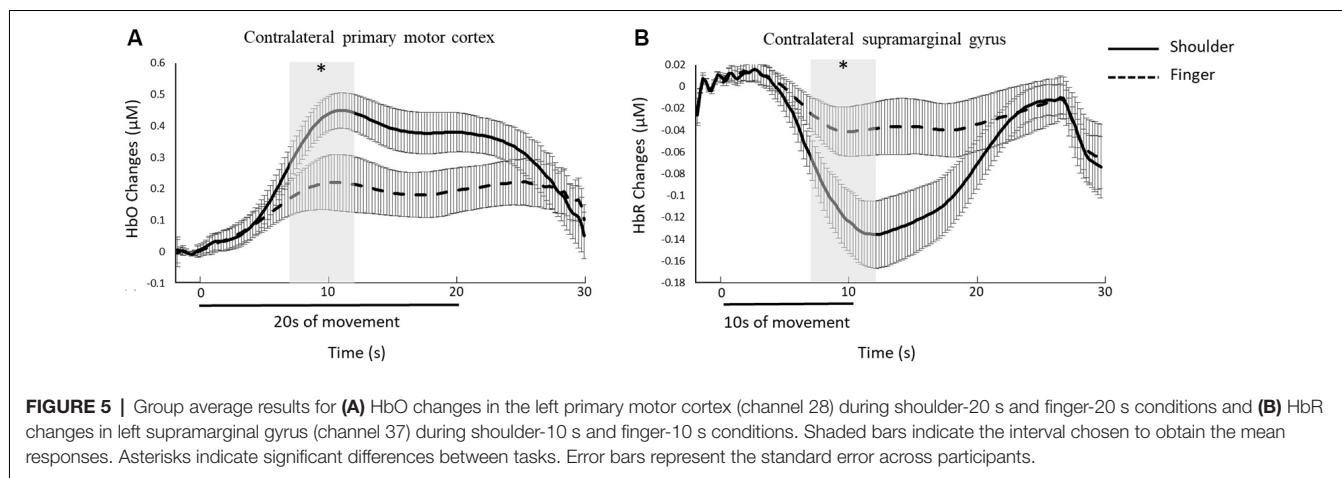 A
Contralateral primary motor cortex
0.6
0.5
0.4
0.3
0.2
0.1
0
-0.1
HbO Changes (µM)
*
0 10 20 30
20s of movement
Time (s)
B
Contralateral supramarginal gyrus
0.02
0
-0.02
-0.04
-0.06
-0.08
-0.1
-0.12
-0.14
-0.16
-0.18
HbR Changes (µM)
*
0 10 20 30
10s of movement
Time (s)
Shoulder
Finger
FIGURE 5 | Group average results for (A) HbO changes in the left primary motor cortex (channel 28) during shoulder-20 s and finger-20 s conditions and (B) HbR
changes in left supramarginal gyrus (channel 37) during shoulder-10 s and finger-10 s conditions. Shaded bars indicate the interval chosen to obtain the mean
responses. Asterisks indicate significant differences between tasks. Error bars represent the standard error across participants.